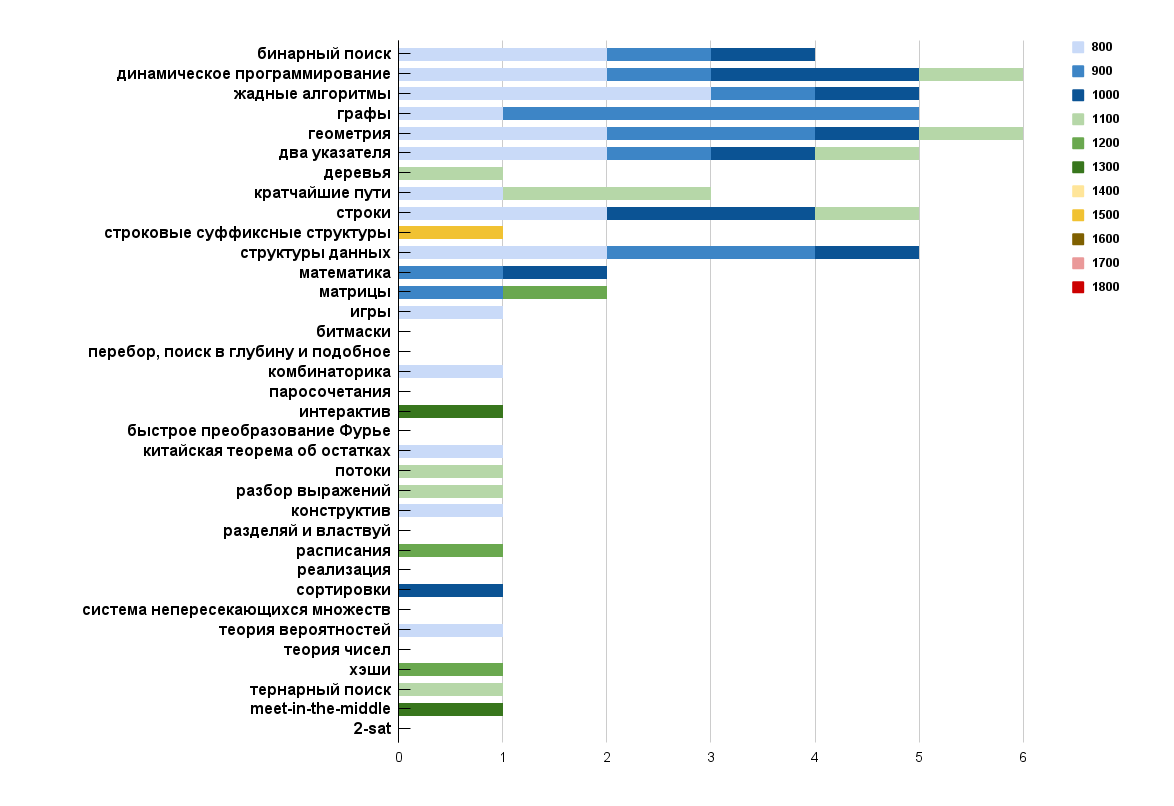 бинарный поиск
динамическое программирование
жадные алгоритмы
графы
геометрия
два указателя
деревья
кратчайшие пути
строки
строковые суффиксные структуры
структуры данных
математика
матрицы
игры
битмаски
перебор, поиск в глубину и подобное
комбинаторика
паросочетания
интерактив
быстрое преобразование Фурье
китайская теорема об остатках
потоки
разбор выражений
конструктив
разделяй и властвуй
расписания
реализация
сортировки
система непересекающихся множеств
теория вероятностей
теория чисел
хэши
тернарный поиск
meet-in-the-middle
2-sat
0 1 2 3 4 5 6
800
900
1000
1100
1200
1300
1400
1500
1600
1700
1800